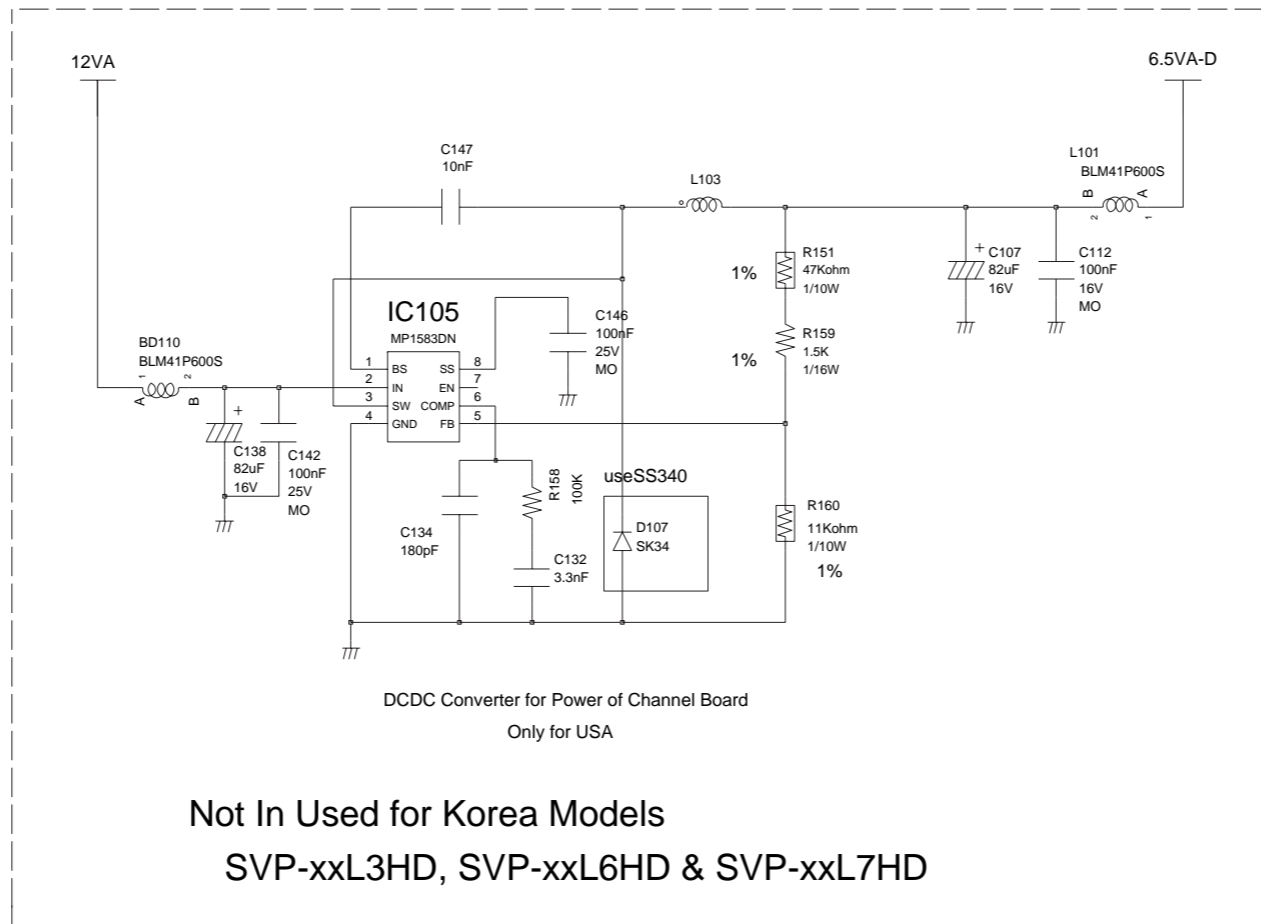 12VA
6.5VA-D
C147
10nF
L103
L101
BLM41P600S
B
A
2
1
R151
47Kohm
1/10W
1%
C107
+
82uF
16V
C112
100nF
16V
MO
IC105
MP1583DN
C146
100nF
25V
MO
R159
1.5K
1/16W
1%
BD110
BLM41P600S
1
2
A
B
1 BS SS 8
2 IN EN 7
3 SW COMP 6
4 GND FB 5
+
C138
82uF
16V
C142
100nF
25V
MO
R158
100K
useSS340
C134
180pF
D107
SK34
C132
3.3nF
R160
11Kohm
1/10W
1%
DCDC Converter for Power of Channel Board
Only for USA
Not In Used for Korea Models
SVP-xxL3HD, SVP-xxL6HD & SVP-xxL7HD